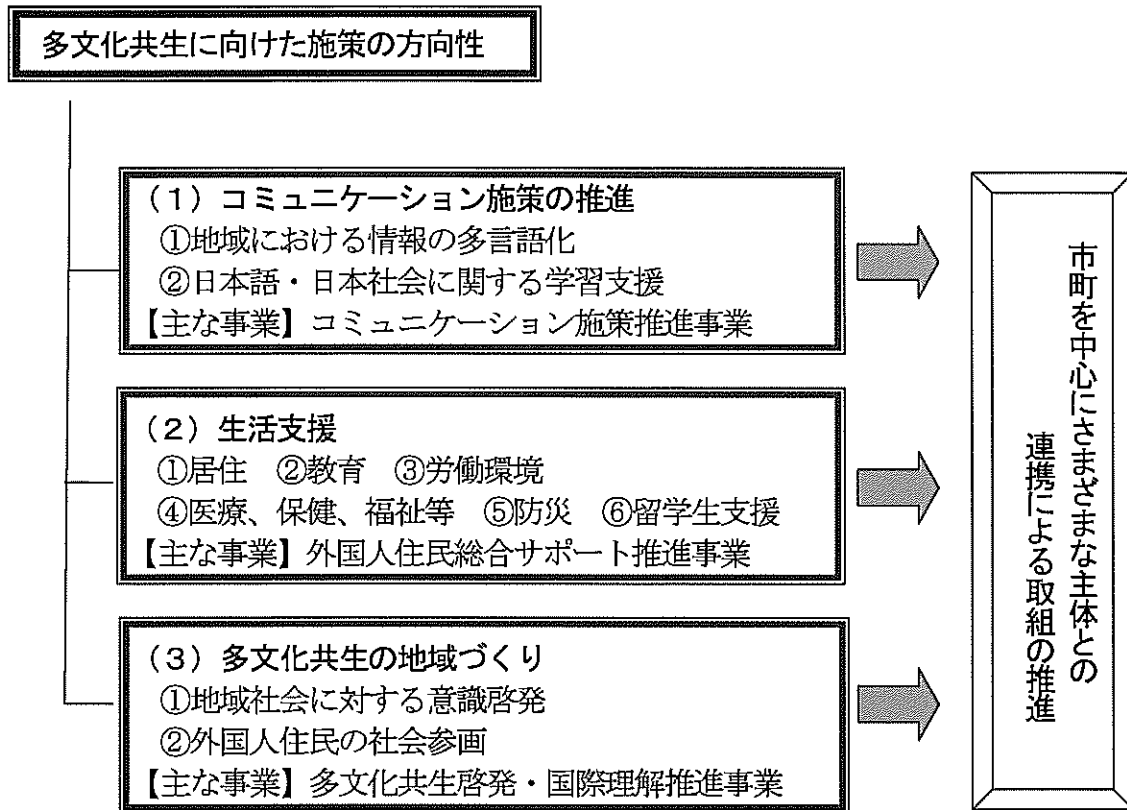 多文化共生に向けた施策の方向性
（１）コミュニケーション施策の推進
①地域における情報の多言語化
②日本語・日本社会に関する学習支援
【主な事業】コミュニケーション施策推進事業
（２）生活支援
①居住　②教育　③労働環境
④医療、保健、福祉等　⑤防災　⑥留学生支援
【主な事業】外国人住民総合サポート推進事業
（３）多文化共生の地域づくり
①地域社会に対する意識啓発
②外国人住民の社会参画
【主な事業】多文化共生啓発・国際理解推進事業
市町を中心にさまざまな主体との
連携による取組の推進